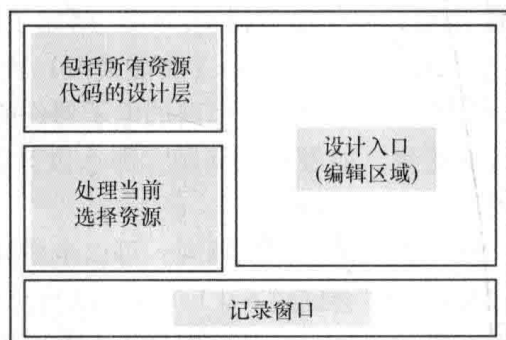 包括所有资源
代码的设计层
处理当前
选择资源
设计入口
(编辑区域)
记录窗口